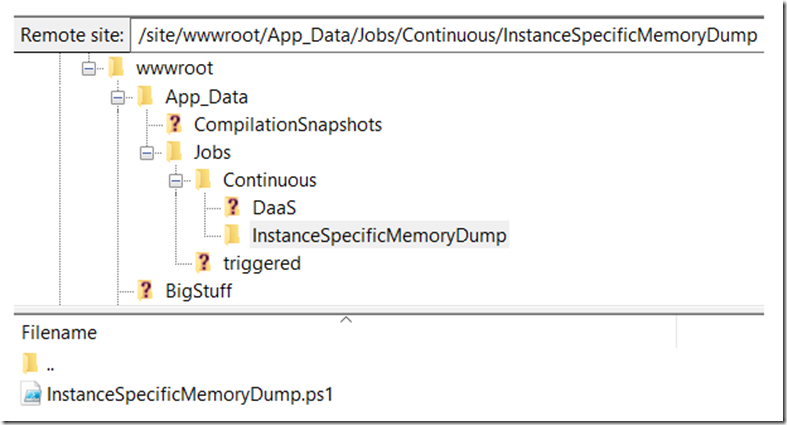 Remote site: /site/wwwroot/App_Data/Jobs/Continuous/InstanceSpecificMemoryDump
wwwroot
App_Data
CompilationSnapshots
Jobs
Continuous
DaaS
InstanceSpecificMemoryDump
triggered
BigStuff
Filename
..
InstanceSpecificMemoryDump.ps1